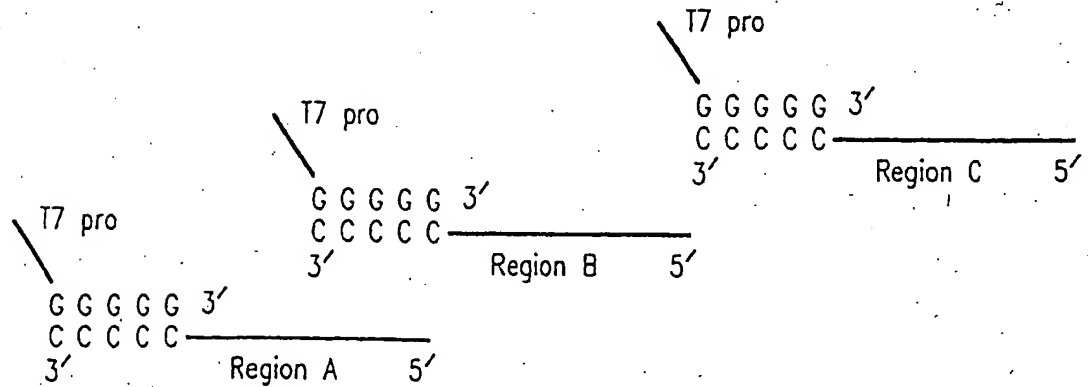 T7 pro
G G G G G 3′
C C C C C
3′ Region C 5′
T7 pro
G G G G G 3′
C C C C C
3′ Region B 5′
T7 pro
G G G G G 3′
C C C C C
3′ Region A 5′